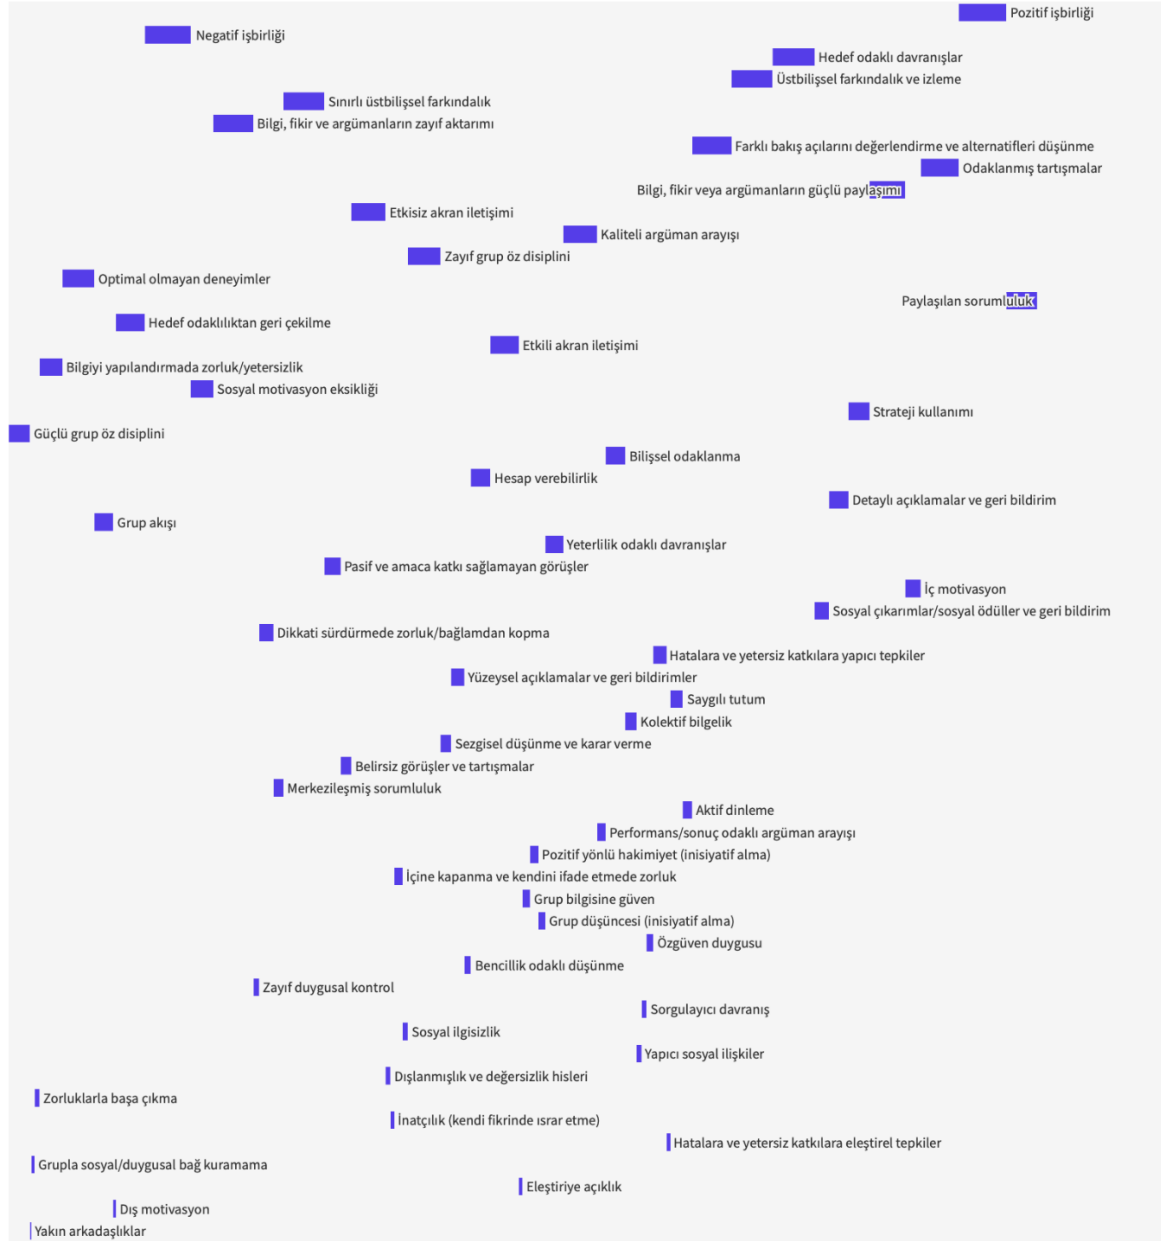 Pozitif işbirliği
Negatif işbirliği
Hedef odaklı davranışlar
Üstbilişsel farkındalık ve izleme
Sınırlı üstbilişsel farkındalık
Bilgi, fikir ve argümanların zayıf aktarımı
Farklı bakış açılarını değerlendirme ve alternatifleri düşünme
Odaklanmış tartışmalar
Bilgi, fikir veya argümanların güçlü paylaşımı
Etkisiz akran iletişimi
Kaliteli argüman arayışı
Zayıf grup öz disiplini
Optimal olmayan deneyimler
Paylaşılan sorumluluk
Hedef odaklılıktan geri çekilme
Etkili akran iletişimi
Bilgiyi yapılandırmada zorluk/yetersizlik
Sosyal motivasyon eksikliği
Strateji kullanımı
Güçlü grup öz disiplini
Bilişsel odaklanma
Hesap verebilirlik
Detaylı açıklamalar ve geri bildirim
Grup akışı
Yeterlilik odaklı davranışlar
Pasif ve amaca katkı sağlamayan görüşler
İç motivasyon
Sosyal çıkarımlar/sosyal ödüller ve geri bildirim
Dikkati sürdürmede zorluk/bağlamdan kopma
Hatalara ve yetersiz katkılara yapıcı tepkiler
Yüzeysel açıklamalar ve geri bildirimler
Saygılı tutum
Kolektif bilgelik
Sezgisel düşünme ve karar verme
Belirsiz görüşler ve tartışmalar
Merkezileşmiş sorumluluk
Aktif dinleme
Performans/sonuç odaklı argüman arayışı
Pozitif yönlü hakimiyet (inisiyatif alma)
İçine kapanma ve kendini ifade etmede zorluk
Grup bilgisine güven
Grup düşüncesi (inisiyatif alma)
Özgüven duygusu
Bencillik odaklı düşünme
Zayıf duygusal kontrol
Sorgulayıcı davranış
Sosyal ilgisizlik
Yapıcı sosyal ilişkiler
Dışlanmışlık ve değersizlik hisleri
Zorluklarla başa çıkma
İnatçılık (kendi fikrinde ısrar etme)
Hatalara ve yetersiz katkılara eleştirel tepkiler
Grupla sosyal/duygusal bağ kuramama
Eleştiriye açıklık
Dış motivasyon
Yakın arkadaşlıklar